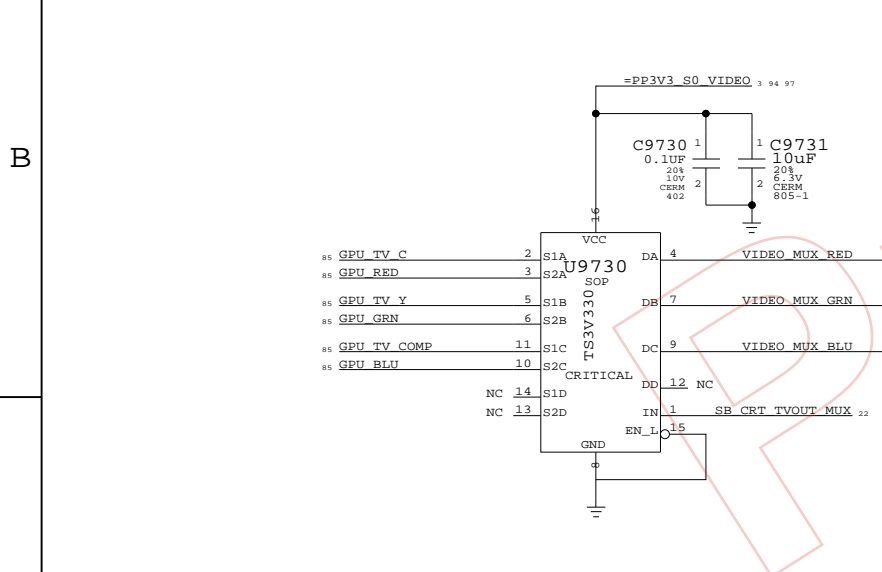 =PP3V3_S0_VIDEO 3 94 97
B
C9730 1
0.1UF
20%
10V
CERM 2
402
1 C9731
10uF
20%
6.3V
2 CERM
805-1
16
VCC
85 GPU_TV_C 2 S1A
DA 4 VIDEO_MUX_RED
U9730
85 GPU_RED 3 S2A
SOP
TS3V330
85 GPU_TV_Y 5 S1B
DB 7 VIDEO_MUX_GRN
85 GPU_GRN 6 S2B
85 GPU_TV_COMP 11 S1C
DC 9 VIDEO_MUX_BLU
85 GPU_BLU 10 S2C
CRITICAL
DD 12 NC
NC 14 S1D
NC 13 S2D
IN 1 SB_CRT_TVOUT_MUX 22
EN_L 15
GND
8
P